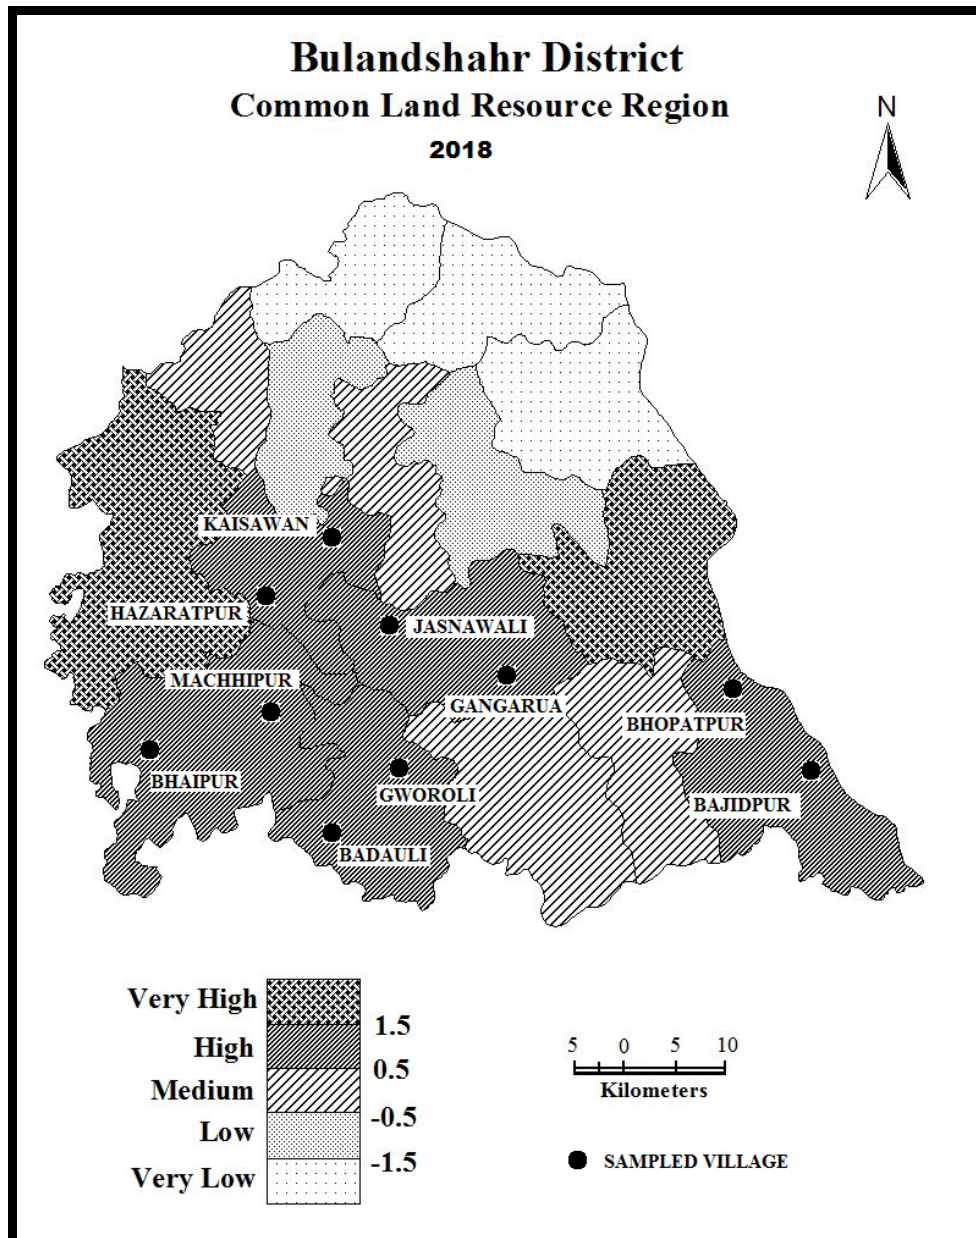 Bulandshahr District
Common Land Resource Region
2018
N
KAISAWAN
HAZARATPUR
JASNAWALI
MACHHIPUR
GANGARUA
BHOPATPUR
BHAIPUR
GWOROLI
BAJIDPUR
BADAULI
Very High
1.5
High
0.5
Medium
-0.5
Low
-1.5
Very Low
5 0 5 10
Kilometers
SAMPLED VILLAGE